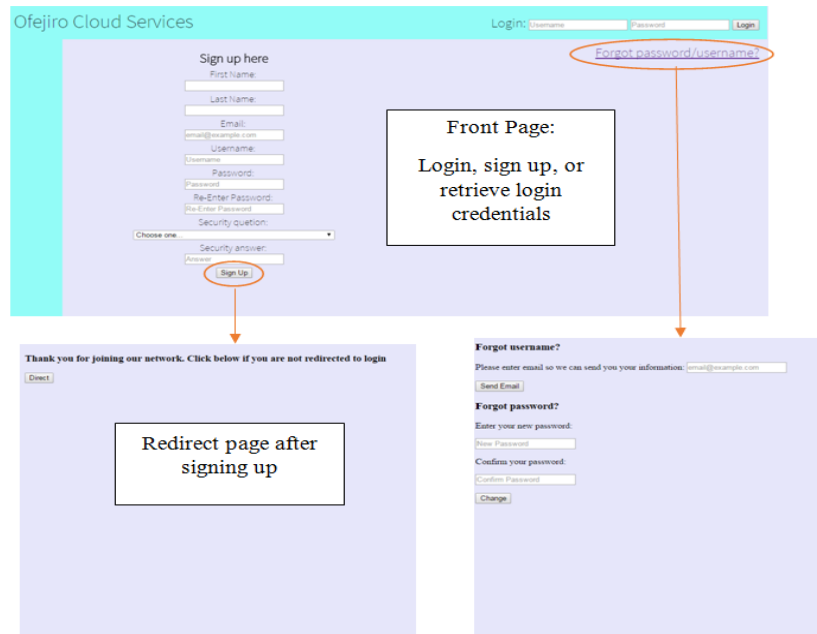 Ofejiro Cloud Services
Login: Username Password Login
Forgot password/username?
Sign up here
First Name:
Last Name:
Email:
email@example.com
Username:
Username
Password:
Password
Re-Enter Password:
Re-Enter Password
Security quetion:
Choose one...
Security answer:
Answer
Sign Up
Front Page:
Login, sign up, or
retrieve login
credentials
Thank you for joining our network. Click below if you are not redirected to login
Direct
Redirect page after
signing up
Forgot username?
Please enter email so we can send you your information: email@example.com
Send Email
Forgot password?
Enter your new password:
New Password
Confirm your password:
Confirm Password
Change